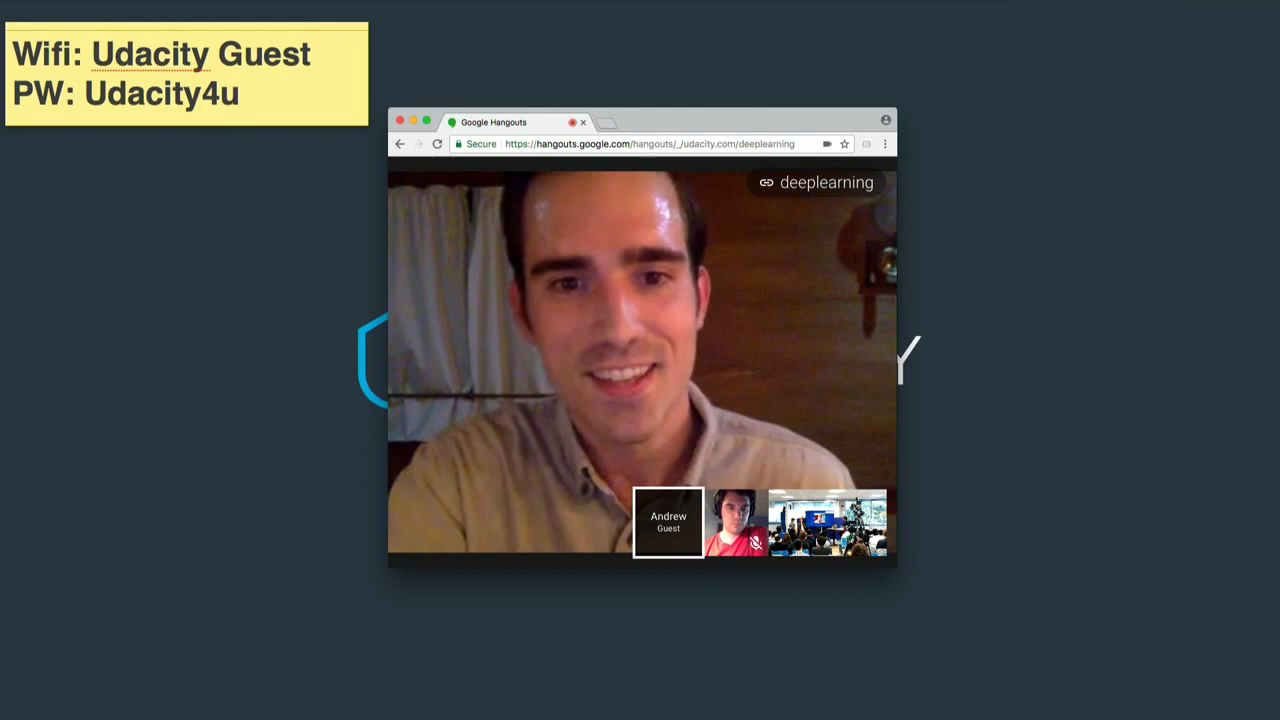 Wifi: Udacity Guest
PW: Udacity4u
Google Hangouts
Secure https://hangouts.google.com/hangouts/_/udacity.com/deeplearning
deeplearning
Y
Andrew
Guest